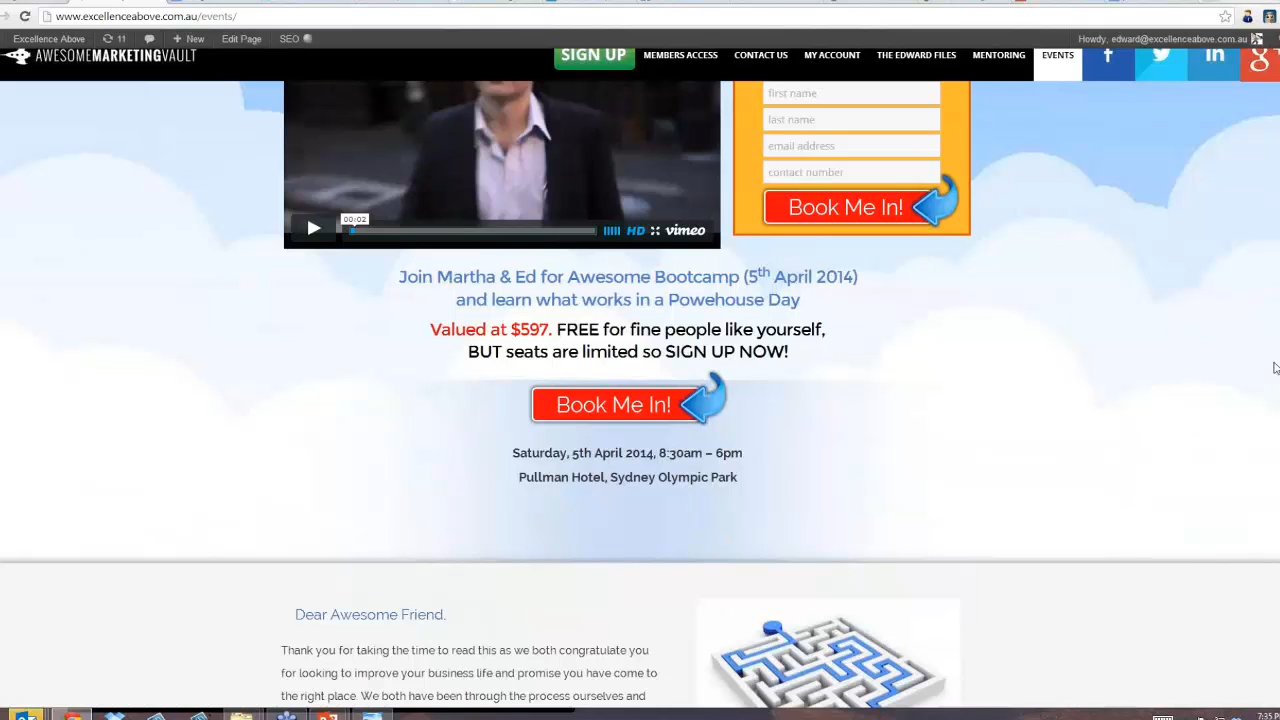 www.excellenceabove.com.au/events/
Excellence Above 11 + New Edit Page SEO Howdy, edward@excellenceabove.com.au
AWESOMEMARKETINGVAULT SIGN UP MEMBERS ACCESS CONTACT US MY ACCOUNT THE EDWARD FILES MENTORING EVENTS
first name
last name
email address
contact number
Book Me In!
00:02
HD vimeo
Join Martha & Ed for Awesome Bootcamp (5th April 2014)
and learn what works in a Powehouse Day
Valued at $597. FREE for fine people like yourself,
BUT seats are limited so SIGN UP NOW!
Book Me In!
Saturday, 5th April 2014, 8:30am – 6pm
Pullman Hotel, Sydney Olympic Park
Dear Awesome Friend.
Thank you for taking the time to read this as we both congratulate you
for looking to improve your business life and promise you have come to
the right place. We both have been through the process ourselves and
7:35 P